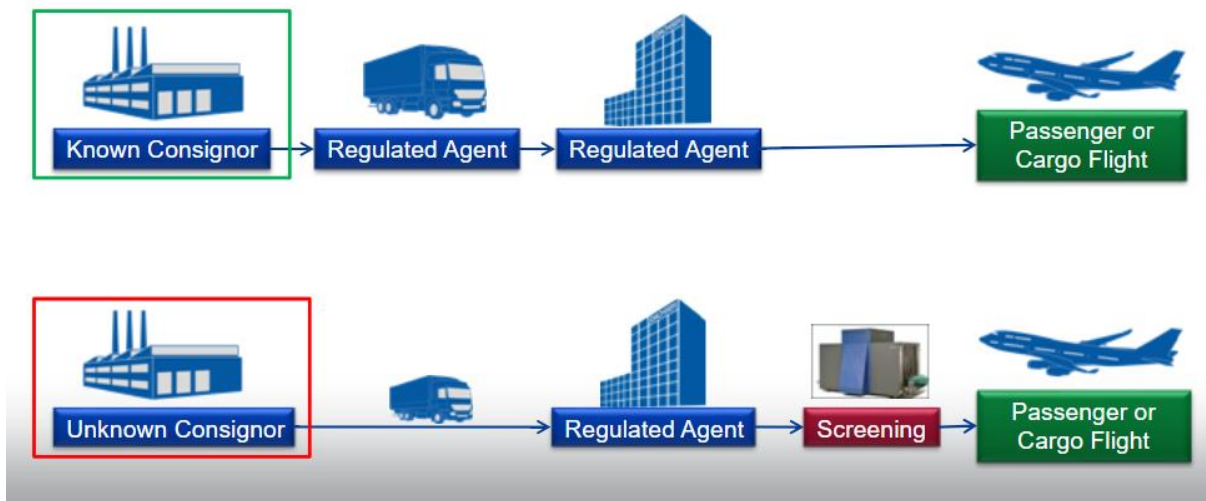 Known Consignor
Regulated Agent
Regulated Agent
Passenger or
Cargo Flight
Unknown Consignor
Regulated Agent
Screening
Passenger or
Cargo Flight